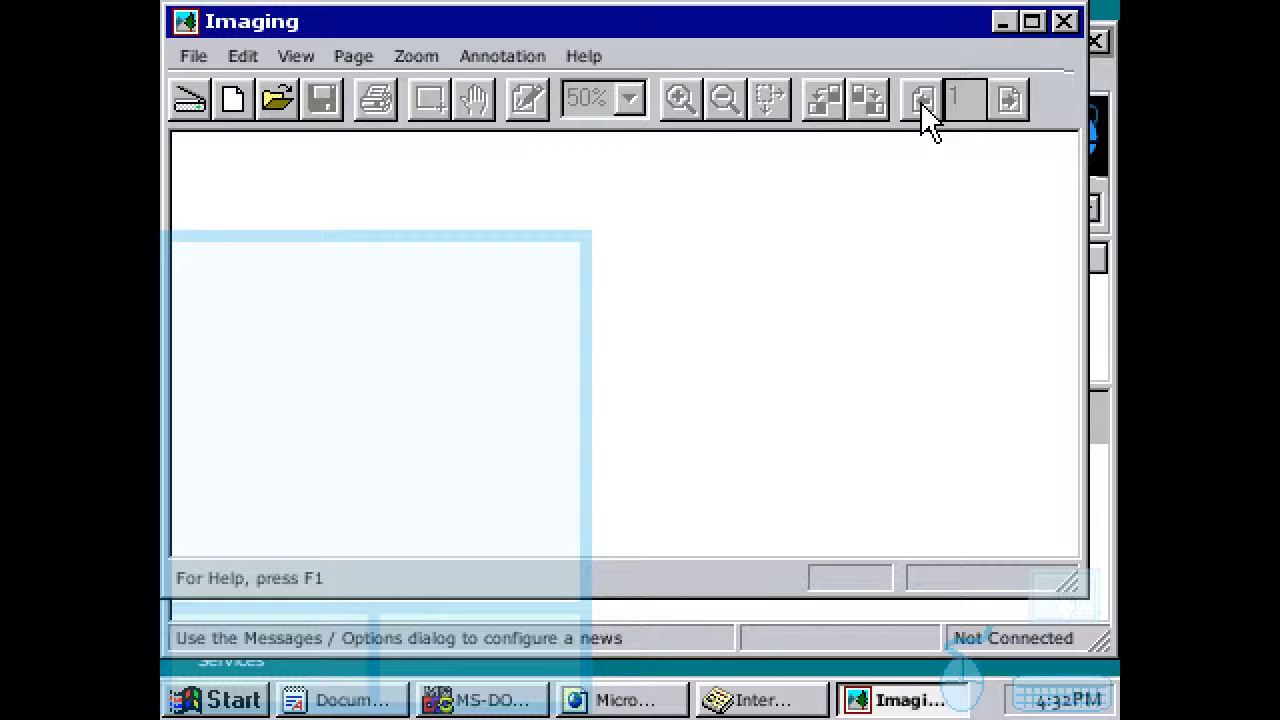 Imaging
File Edit View Page Zoom Annotation Help
50% 1
For Help, press F1
Use the Messages / Options dialog to configure a news Not Connected
Services
Start Docum... MS-DO... Micro... Inter... Imagi... 4:32PM